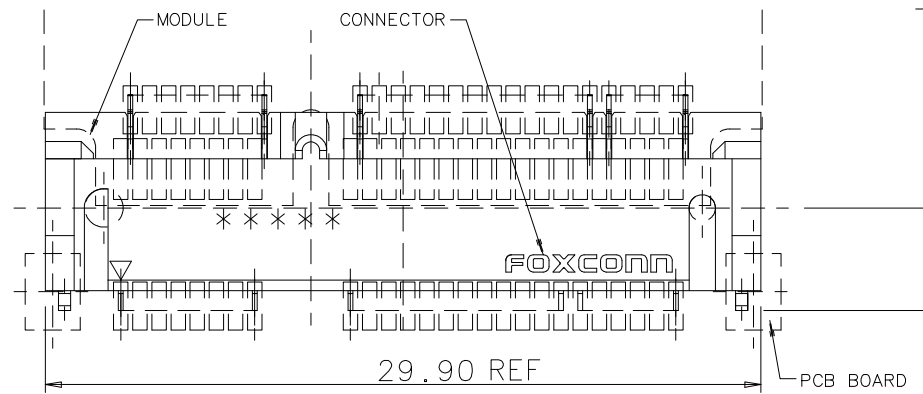 MODULE
CONNECTOR
*****
FOXCONN
29.90 REF
PCB BOARD